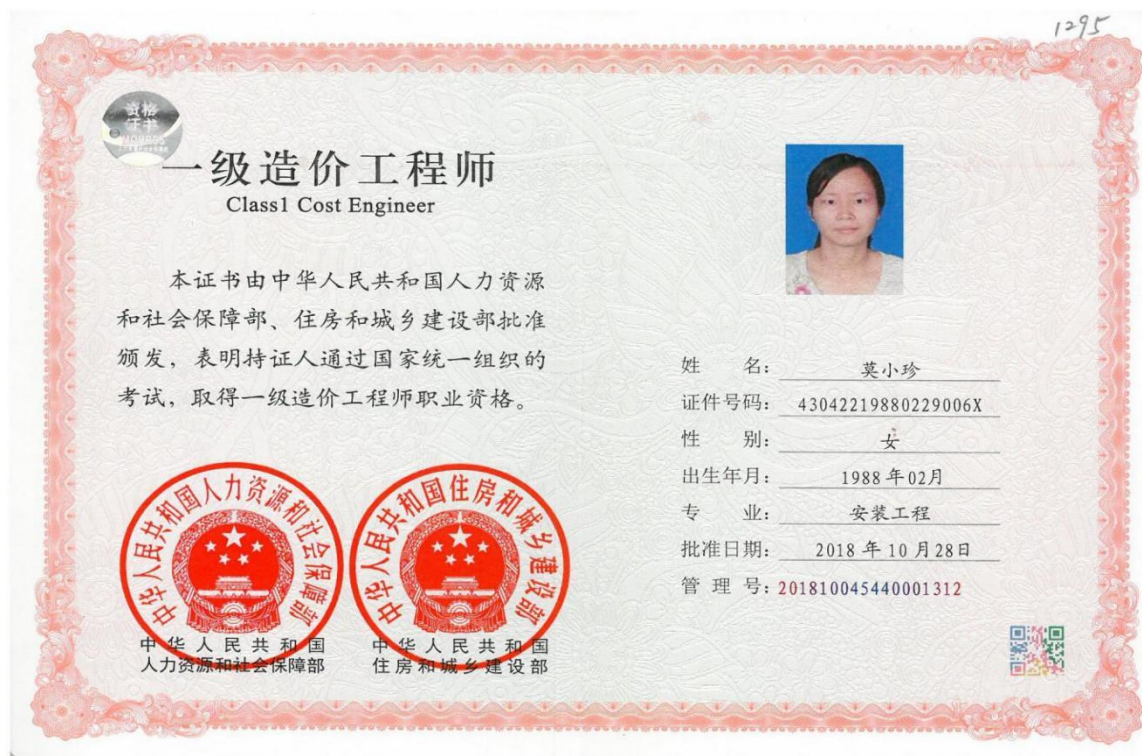 1295
资格
证书
MOHRSS
一级造价工程师
Class1 Cost Engineer
本证书由中华人民共和国人力资源
和社会保障部、住房和城乡建设部批准
颁发，表明持证人通过国家统一组织的
考试，取得一级造价工程师职业资格。
中华人民共和国人力资源和社会保障部
中华人民共和国住房和城乡建设部
中华人民共和国
人力资源和社会保障部
中华人民共和国
住房和城乡建设部
姓 名： 莫小珍
证件号码： 43042219880229006X
性 别： 女
出生年月： 1988年02月
专 业： 安装工程
批准日期： 2018年10月28日
管 理 号：201810045440001312